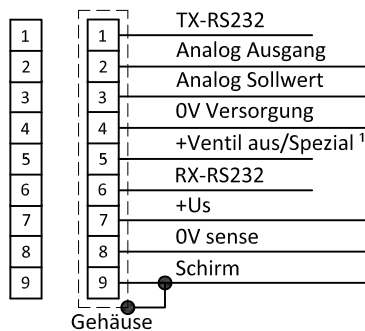 1 1 TX-RS232
2 2 Analog Ausgang
3 3 Analog Sollwert
4 4 0V Versorgung
5 5 +Ventil aus/Spezial ¹
6 6 RX-RS232
7 7 +Us
8 8 0V sense
9 9 Schirm
Gehäuse